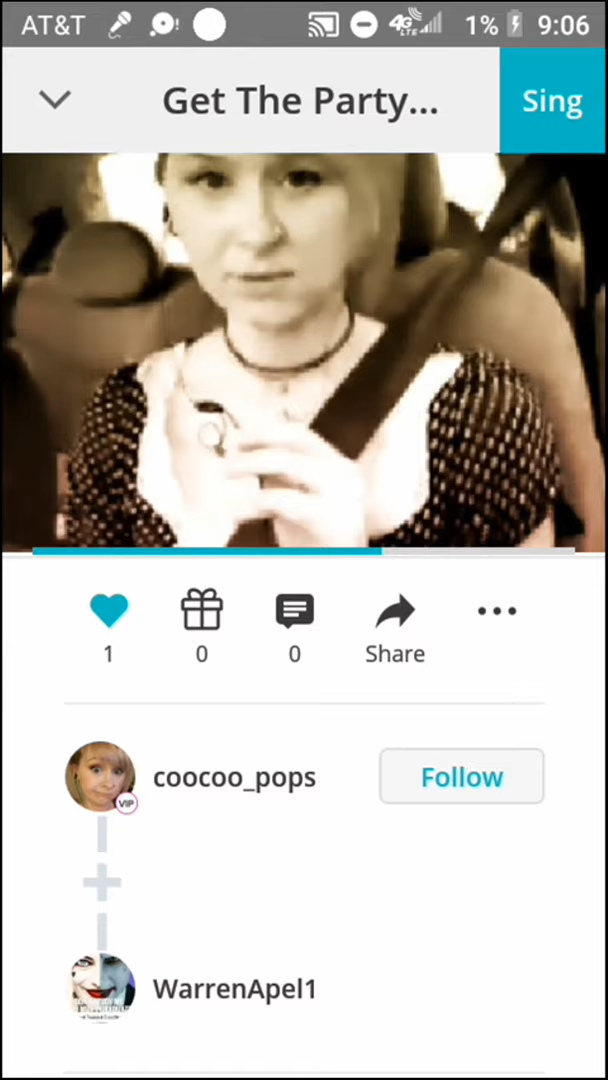 AT&T 4G LTE 1% 9:06
Get The Party...
Sing
1 0 0 Share
coocoo_pops
Follow
VIP
WarrenApel1